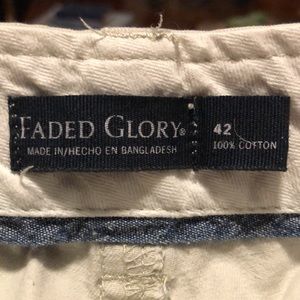 FADED GLORY®
MADE IN/HECHO EN BANGLADESH
42
100% COTTON